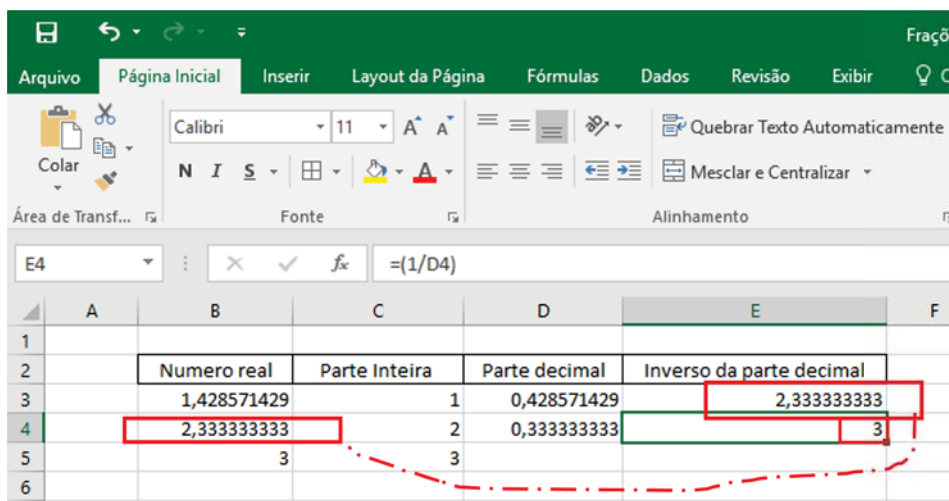 Fraçõ
Arquivo Página Inicial Inserir Layout da Página Fórmulas Dados Revisão Exibir
Calibri 11 A A Quebrar Texto Automaticamente
Colar
N I S A Mesclar e Centralizar
Área de Transf... Fonte Alinhamento
E4 fx =(1/D4)
A B C D E F
1
2 Numero real Parte Inteira Parte decimal Inverso da parte decimal
3 1,428571429 1 0,428571429 2,333333333
4 2,333333333 2 0,333333333 3
5 3 3
6